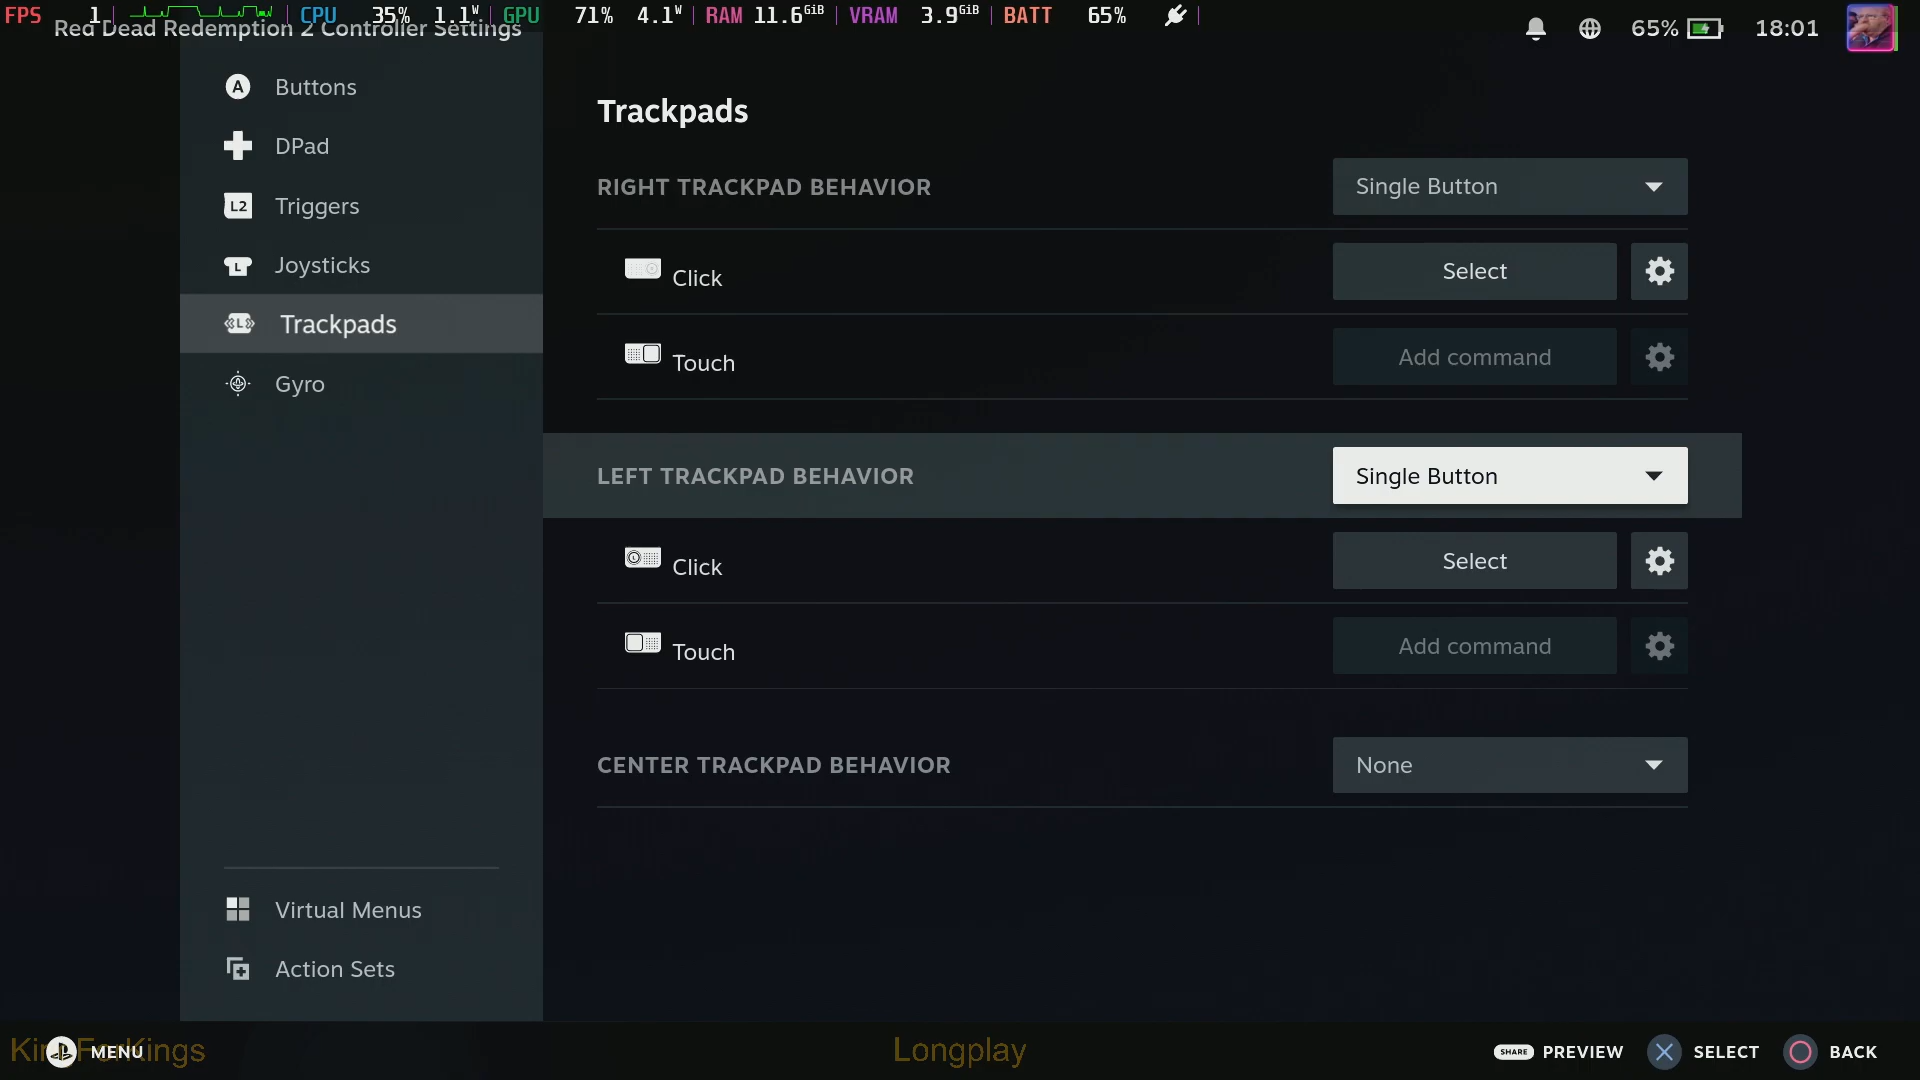 FPS 1 CPU 35% 1.1W GPU 71% 4.1W RAM 11.6GiB VRAM 3.9GiB BATT 65%
Red Dead Redemption 2 Controller Settings
65% 18:01
A Buttons
DPad
L2 Triggers
L Joysticks
L Trackpads
Gyro
Virtual Menus
Action Sets
Trackpads
RIGHT TRACKPAD BEHAVIOR Single Button
Click Select
Touch Add command
LEFT TRACKPAD BEHAVIOR Single Button
L Click Select
Touch Add command
CENTER TRACKPAD BEHAVIOR None
MENU
Longplay
SHARE PREVIEW SELECT BACK